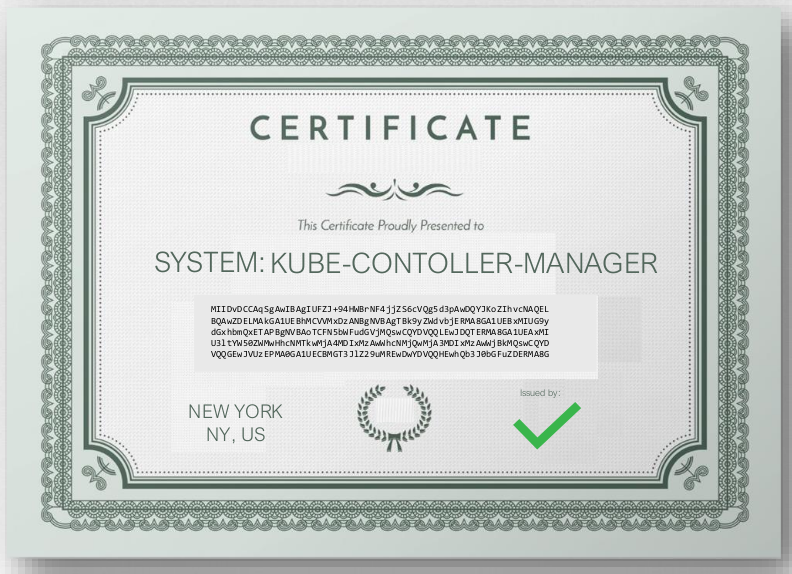 CERTIFICATE
This Certificate Proudly Presented to
SYSTEM: KUBE-CONTOLLER-MANAGER
MIIDvDCCAqSgAwIBAgIUFZJ+94HWBrNF4jjZS6cVQg5d3pAwDQYJKoZIhvcNAQEL
BQAwZDELMAkGA1UEBhMCVVMxDzANBgNVBAgTBk9yZWdvbjERMA8GA1UEBxMIUG9y
dGxhbmQxETAPBgNVBAoTCFN5bWFudGVjMQswCQYDVQQLEwJDQTERMA8GA1UEAxMI
U3ltYW50ZWMwHhcNMTkwMjA4MDIxMzAwWhcNMjQwMjA3MDIxMzAwWjBkMQswCQYD
VQQGEwJVUzEPMA0GA1UECBMGT3JlZ29uMREwDwYDVQQHEwhQb3J0bGFuZDERMA8G
NEW YORK
NY, US
Issued by: